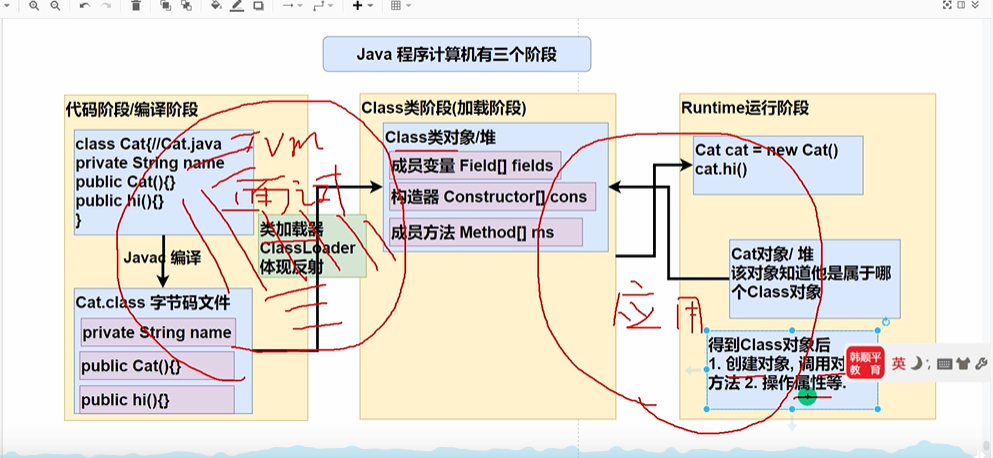 Java 程序计算机有三个阶段
代码阶段/编译阶段
class Cat{//Cat.java
private String name
public Cat(){}
public hi(){}
}
Javac 编译
Cat.class 字节码文件
private String name
public Cat(){}
public hi(){}
JVM
面试
类加载器
ClassLoader
体现反射
Class类阶段(加载阶段)
Class类对象/堆
成员变量 Field[] fields
构造器 Constructor[] cons
成员方法 Method[] ms
应用
Runtime运行阶段
Cat cat = new Cat()
cat.hi()
Cat对象/ 堆
该对象知道他是属于哪
个Class对象
得到Class对象后
1. 创建对象, 调用对
方法 2. 操作属性等.
韩顺平
教 育
英